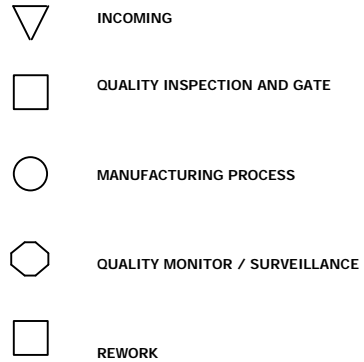 INCOMING
QUALITY INSPECTION AND GATE
MANUFACTURING PROCESS
QUALITY MONITOR / SURVEILLANCE
REWORK